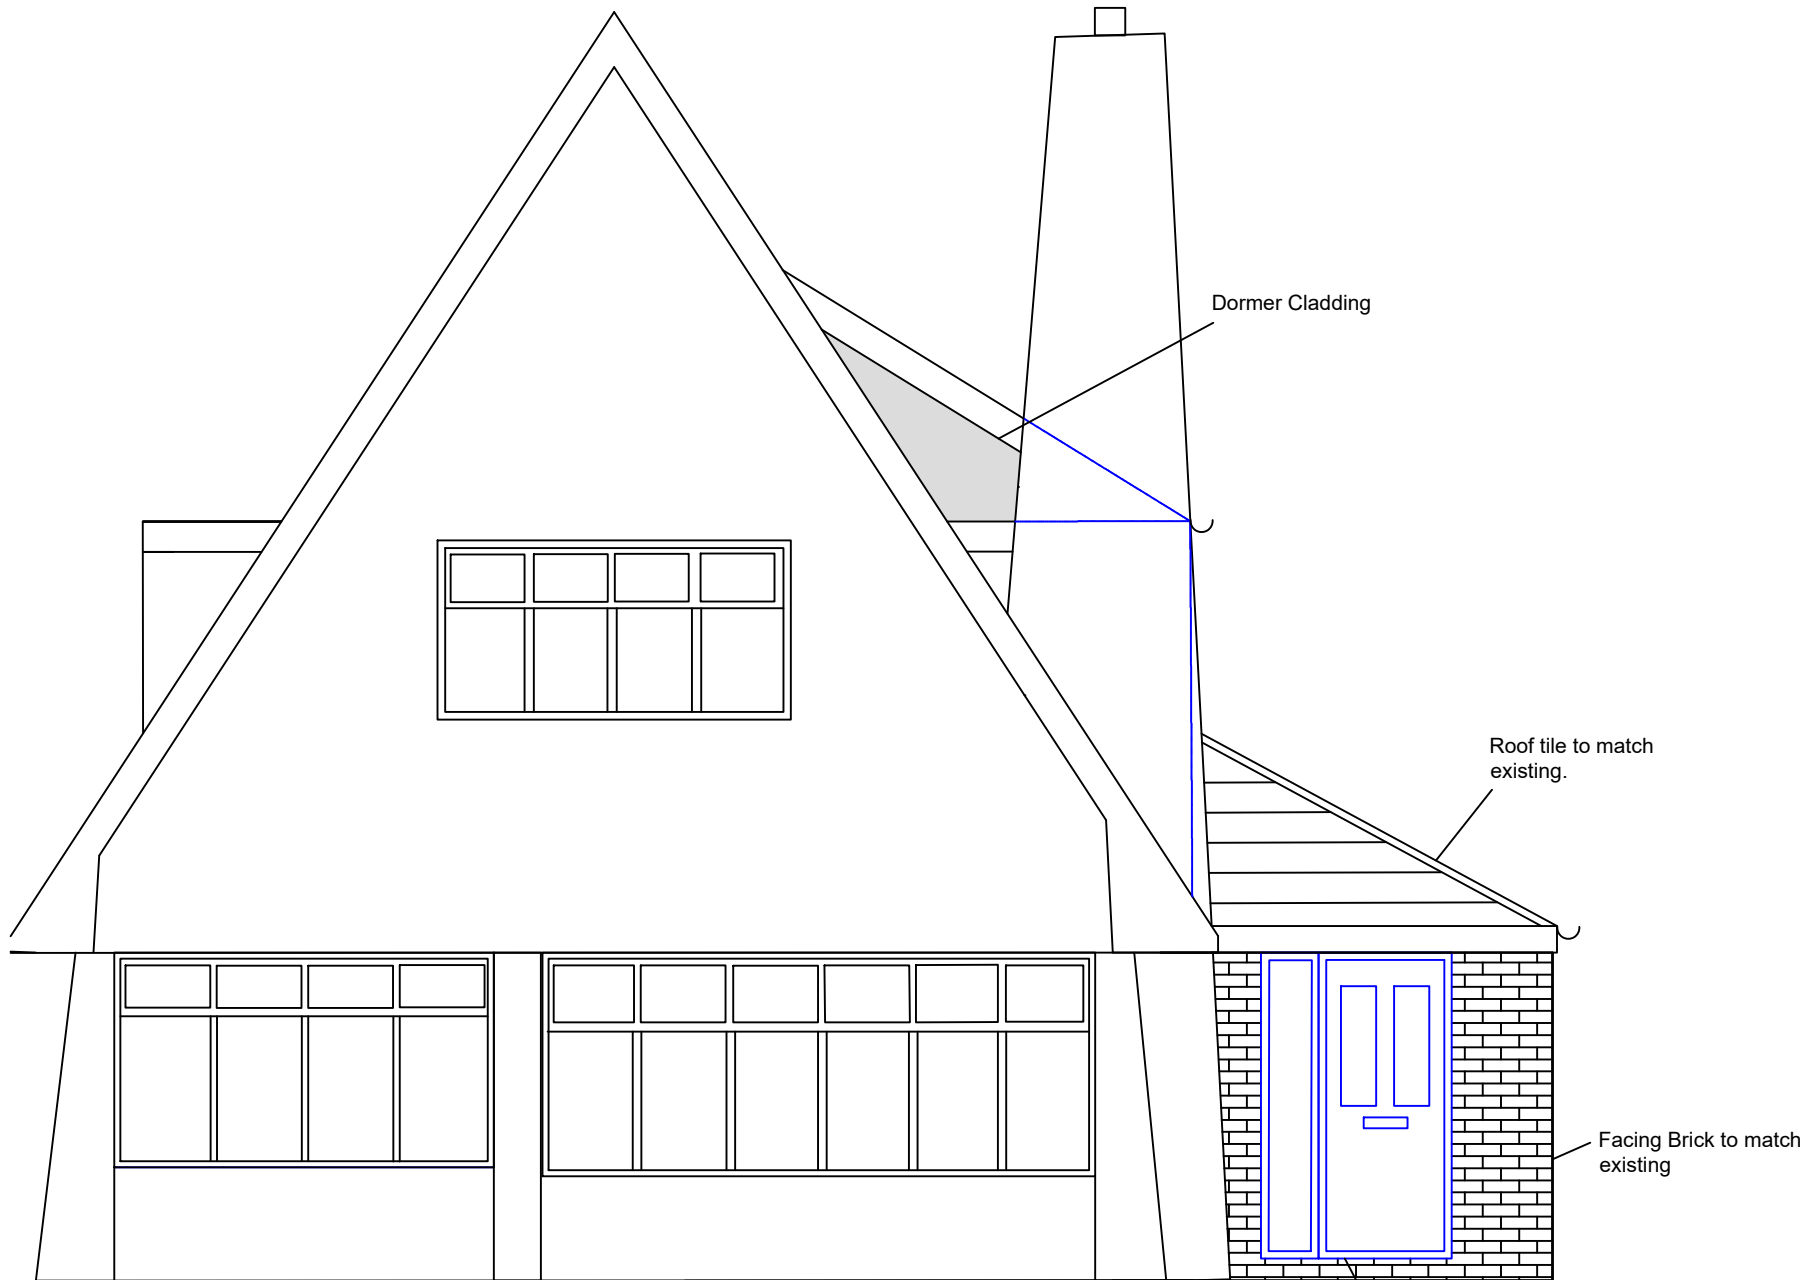 Dormer Cladding
Roof tile to match
existing.
Facing Brick to match
existing